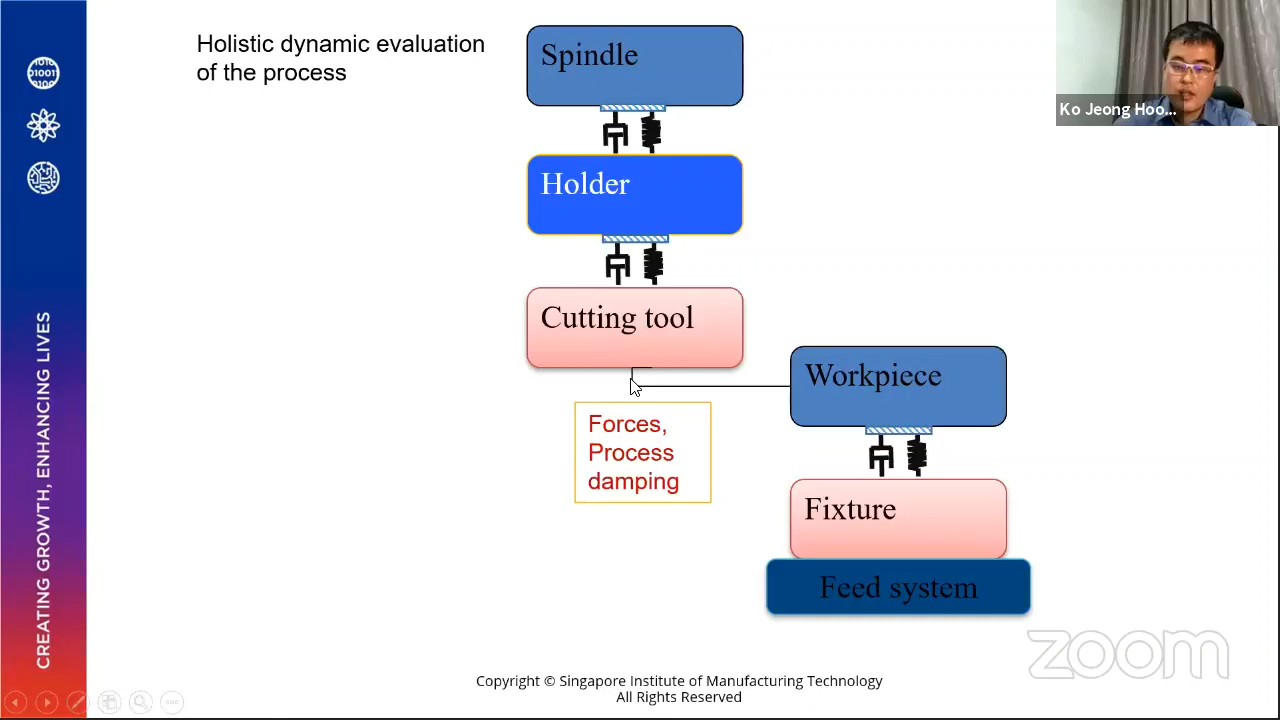 Holistic dynamic evaluation
of the process
Spindle
Ko Jeong Hoo...
Holder
Cutting tool
Workpiece
Forces,
Process
damping
Fixture
Feed system
CREATING GROWTH, ENHANCING LIVES
zoom
Copyright © Singapore Institute of Manufacturing Technology
All Rights Reserved